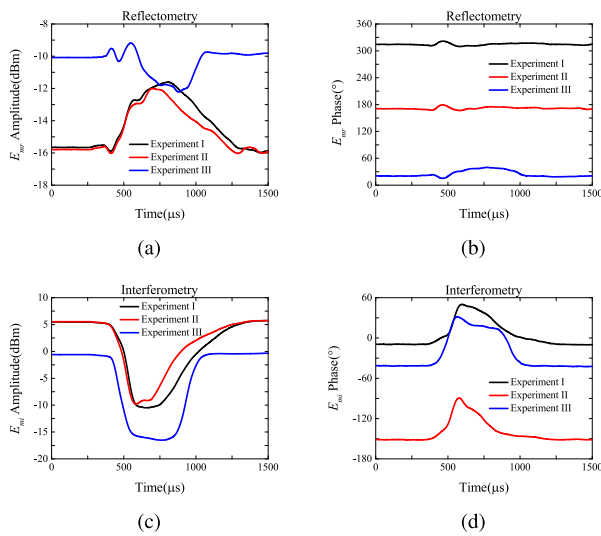 Reflectometry
E_mr Amplitude(dBm)
-8
-10
-12
-14
-16
-18
Experiment I
Experiment II
Experiment III
0
500
1000
1500
Time(μs)
(a)
Reflectometry
E_mr Phase(°)
360
300
240
180
120
60
0
Experiment I
Experiment II
Experiment III
0
500
1000
1500
Time(μs)
(b)
Interferometry
E_mi Amplitude(dBm)
10
5
0
-5
-10
-15
-20
Experiment I
Experiment II
Experiment III
0
500
1000
1500
Time(μs)
(c)
Interferometry
E_mi Phase(°)
60
0
-60
-120
-180
Experiment I
Experiment II
Experiment III
0
500
1000
1500
Time(μs)
(d)